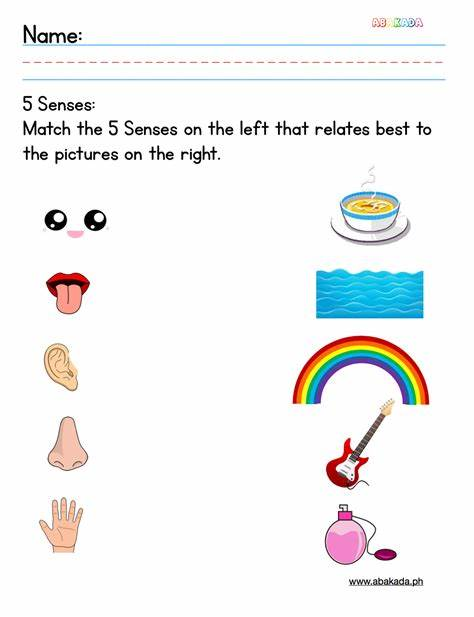 ABAKADA
Name:
5 Senses:
Match the 5 Senses on the left that relates best to
the pictures on the right.
www.abakada.ph